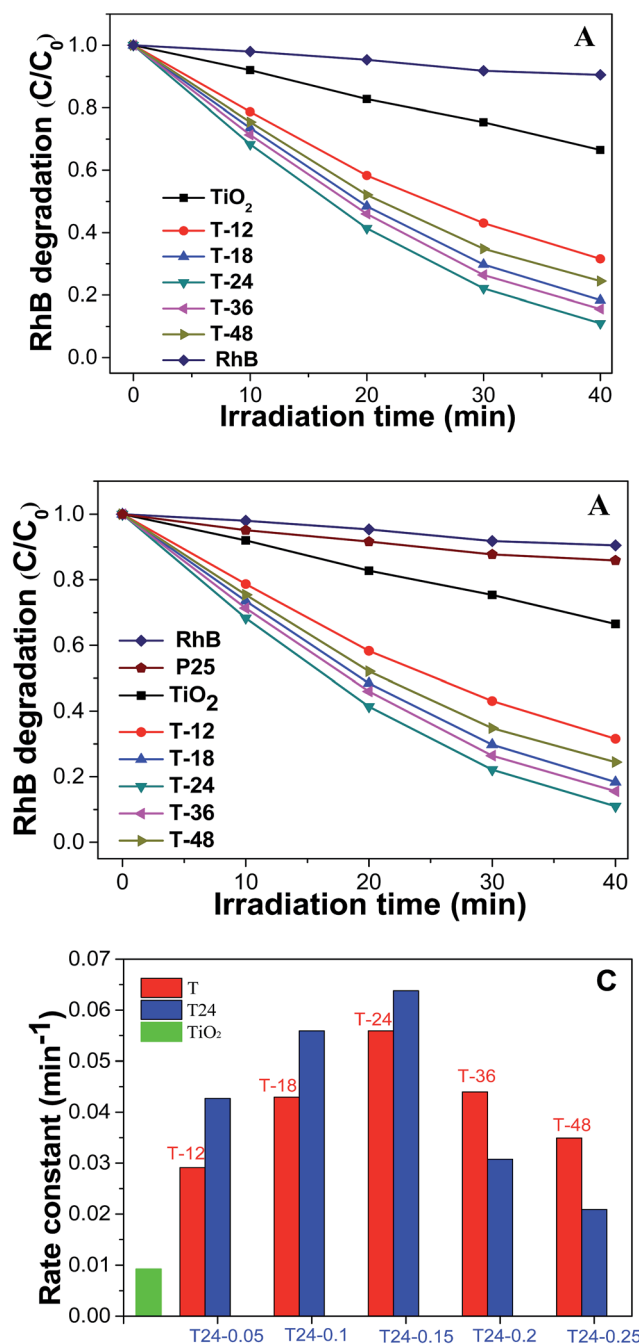 A
RhB degradation (C/C₀)
1.0
0.8
0.6
0.4
0.2
0.0
TiO₂
T-12
T-18
T-24
T-36
T-48
RhB
0 10 20 30 40
Irradiation time (min)
A
RhB degradation (C/C₀)
1.0
0.8
0.6
0.4
0.2
0.0
RhB
P25
TiO₂
T-12
T-18
T-24
T-36
T-48
0 10 20 30 40
Irradiation time (min)
C
Rate constant (min⁻¹)
0.07
0.06
0.05
0.04
0.03
0.02
0.01
0.00
T
T24
TiO₂
T-12
T-18
T-24
T-36
T-48
T24-0.05 T24-0.1 T24-0.15 T24-0.2 T24-0.25